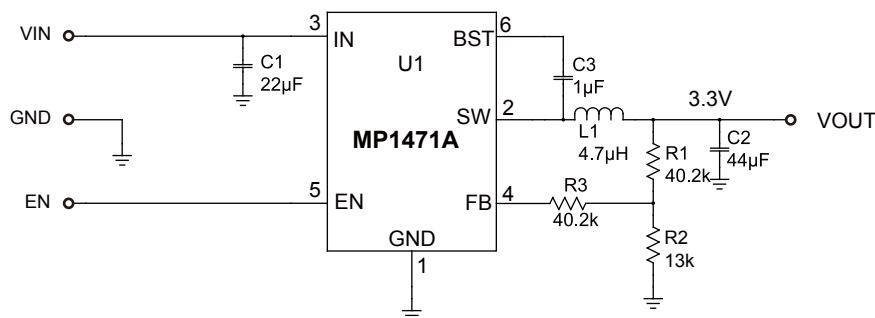 VIN
3
IN
C1
22µF
GND
EN
5
EN
U1
MP1471A
GND
1
BST
6
C3
1µF
SW
2
L1
4.7µH
3.3V
VOUT
R1
40.2k
C2
44µF
FB
4
R3
40.2k
R2
13k